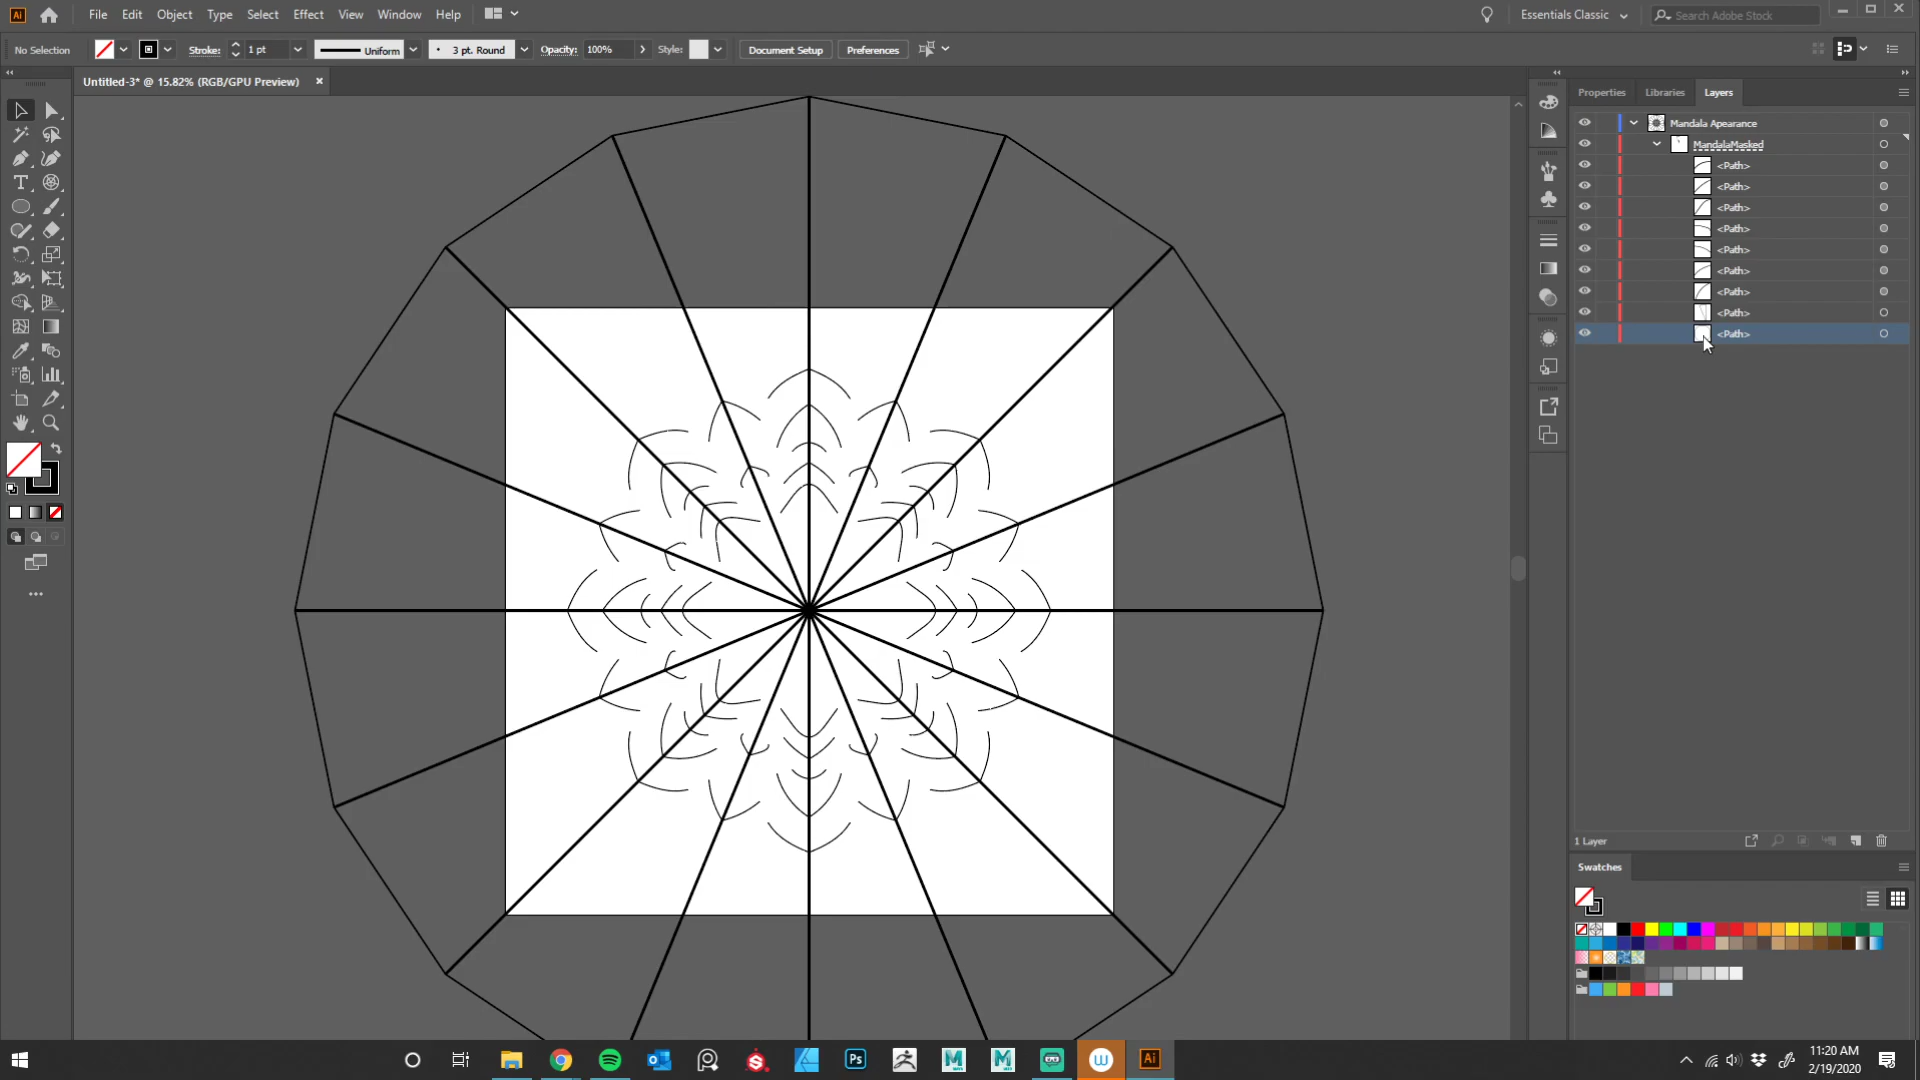 Ai File Edit Object Type Select Effect View Window Help Essentials Classic Search Adobe Stock
No Selection Stroke: 1 pt Uniform 3 pt. Round Opacity: 100% Style: Document Setup Preferences
Untitled-3* @ 15.82% (RGB/GPU Preview)
Properties Libraries Layers
Mandala Apearance
MandalaMasked
<Path>
<Path>
<Path>
<Path>
<Path>
<Path>
<Path>
<Path>
<Path>
1 Layer
Swatches
Ps Ai
11:20 AM
2/19/2020